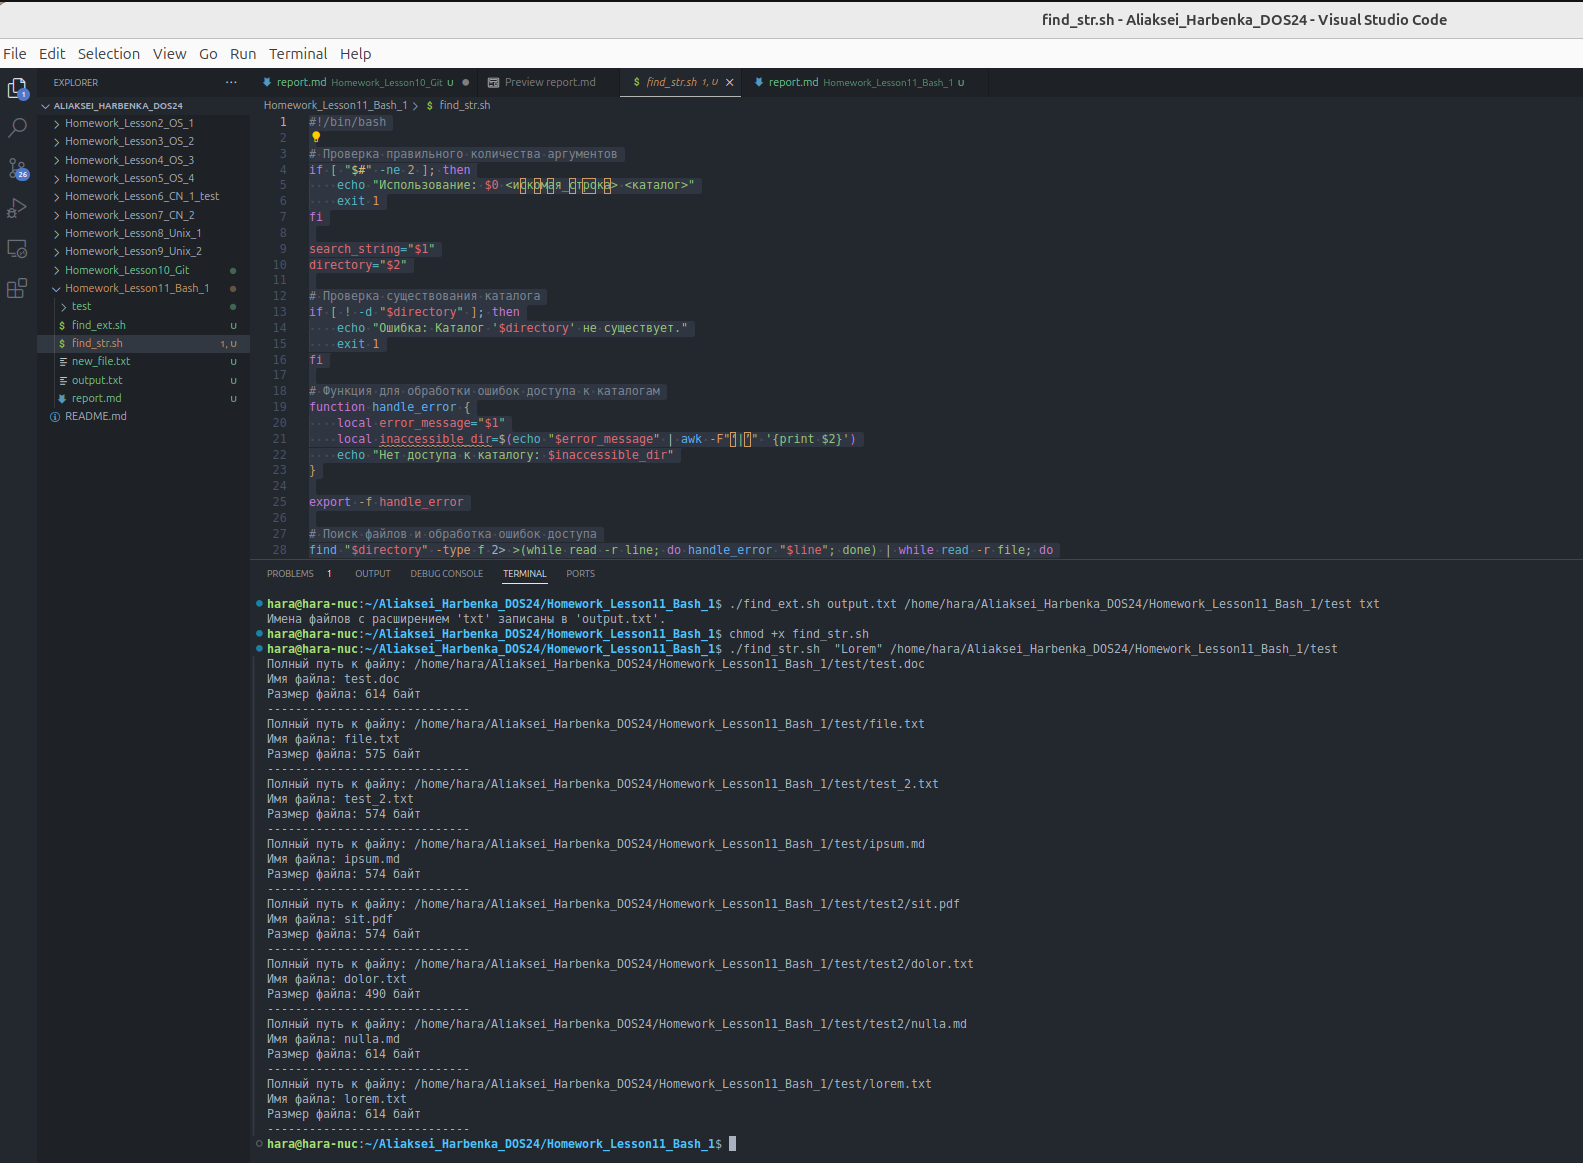 find_str.sh - Aliaksei_Harbenka_DOS24 - Visual Studio Code
File Edit Selection View Go Run Terminal Help
EXPLORER ···
ALIAKSEI_HARBENKA_DOS24
Homework_Lesson2_OS_1
Homework_Lesson3_OS_2
Homework_Lesson4_OS_3
Homework_Lesson5_OS_4
Homework_Lesson6_CN_1_test
Homework_Lesson7_CN_2
Homework_Lesson8_Unix_1
Homework_Lesson9_Unix_2
Homework_Lesson10_Git
Homework_Lesson11_Bash_1
test
$ find_ext.sh U
$ find_str.sh 1, U
new_file.txt U
output.txt U
report.md U
README.md
1
26
report.md Homework_Lesson10_Git U
Preview report.md
$ find_str.sh 1, U
report.md Homework_Lesson11_Bash_1 U
Homework_Lesson11_Bash_1 > $ find_str.sh
1 #!/bin/bash
2
3 # Проверка правильного количества аргументов
4 if [ "$#" -ne 2 ]; then
5 echo "Использование: $0 <искомая_строка> <каталог>"
6 exit 1
7 fi
8
9 search_string="$1"
10 directory="$2"
11
12 # Проверка существования каталога
13 if [ ! -d "$directory" ]; then
14 echo "Ошибка: Каталог '$directory' не существует."
15 exit 1
16 fi
17
18 # Функция для обработки ошибок доступа к каталогам
19 function handle_error {
20 local error_message="$1"
21 local inaccessible_dir=$(echo "$error_message" | awk -F"‘|’" '{print $2}')
22 echo "Нет доступа к каталогу: $inaccessible_dir"
23 }
24
25 export -f handle_error
26
27 # Поиск файлов и обработка ошибок доступа
28 find "$directory" -type f 2> >(while read -r line; do handle_error "$line"; done) | while read -r file; do
PROBLEMS 1 OUTPUT DEBUG CONSOLE TERMINAL PORTS
hara@hara-nuc:~/Aliaksei_Harbenka_DOS24/Homework_Lesson11_Bash_1$ ./find_ext.sh output.txt /home/hara/Aliaksei_Harbenka_DOS24/Homework_Lesson11_Bash_1/test txt
Имена файлов с расширением 'txt' записаны в 'output.txt'.
hara@hara-nuc:~/Aliaksei_Harbenka_DOS24/Homework_Lesson11_Bash_1$ chmod +x find_str.sh
hara@hara-nuc:~/Aliaksei_Harbenka_DOS24/Homework_Lesson11_Bash_1$ ./find_str.sh "Lorem" /home/hara/Aliaksei_Harbenka_DOS24/Homework_Lesson11_Bash_1/test
Полный путь к файлу: /home/hara/Aliaksei_Harbenka_DOS24/Homework_Lesson11_Bash_1/test/test.doc
Имя файла: test.doc
Размер файла: 614 байт
-----------------------------
Полный путь к файлу: /home/hara/Aliaksei_Harbenka_DOS24/Homework_Lesson11_Bash_1/test/file.txt
Имя файла: file.txt
Размер файла: 575 байт
-----------------------------
Полный путь к файлу: /home/hara/Aliaksei_Harbenka_DOS24/Homework_Lesson11_Bash_1/test/test_2.txt
Имя файла: test_2.txt
Размер файла: 574 байт
-----------------------------
Полный путь к файлу: /home/hara/Aliaksei_Harbenka_DOS24/Homework_Lesson11_Bash_1/test/ipsum.md
Имя файла: ipsum.md
Размер файла: 574 байт
-----------------------------
Полный путь к файлу: /home/hara/Aliaksei_Harbenka_DOS24/Homework_Lesson11_Bash_1/test/test2/sit.pdf
Имя файла: sit.pdf
Размер файла: 574 байт
-----------------------------
Полный путь к файлу: /home/hara/Aliaksei_Harbenka_DOS24/Homework_Lesson11_Bash_1/test/test2/dolor.txt
Имя файла: dolor.txt
Размер файла: 490 байт
-----------------------------
Полный путь к файлу: /home/hara/Aliaksei_Harbenka_DOS24/Homework_Lesson11_Bash_1/test/test2/nulla.md
Имя файла: nulla.md
Размер файла: 614 байт
-----------------------------
Полный путь к файлу: /home/hara/Aliaksei_Harbenka_DOS24/Homework_Lesson11_Bash_1/test/lorem.txt
Имя файла: lorem.txt
Размер файла: 614 байт
-----------------------------
hara@hara-nuc:~/Aliaksei_Harbenka_DOS24/Homework_Lesson11_Bash_1$